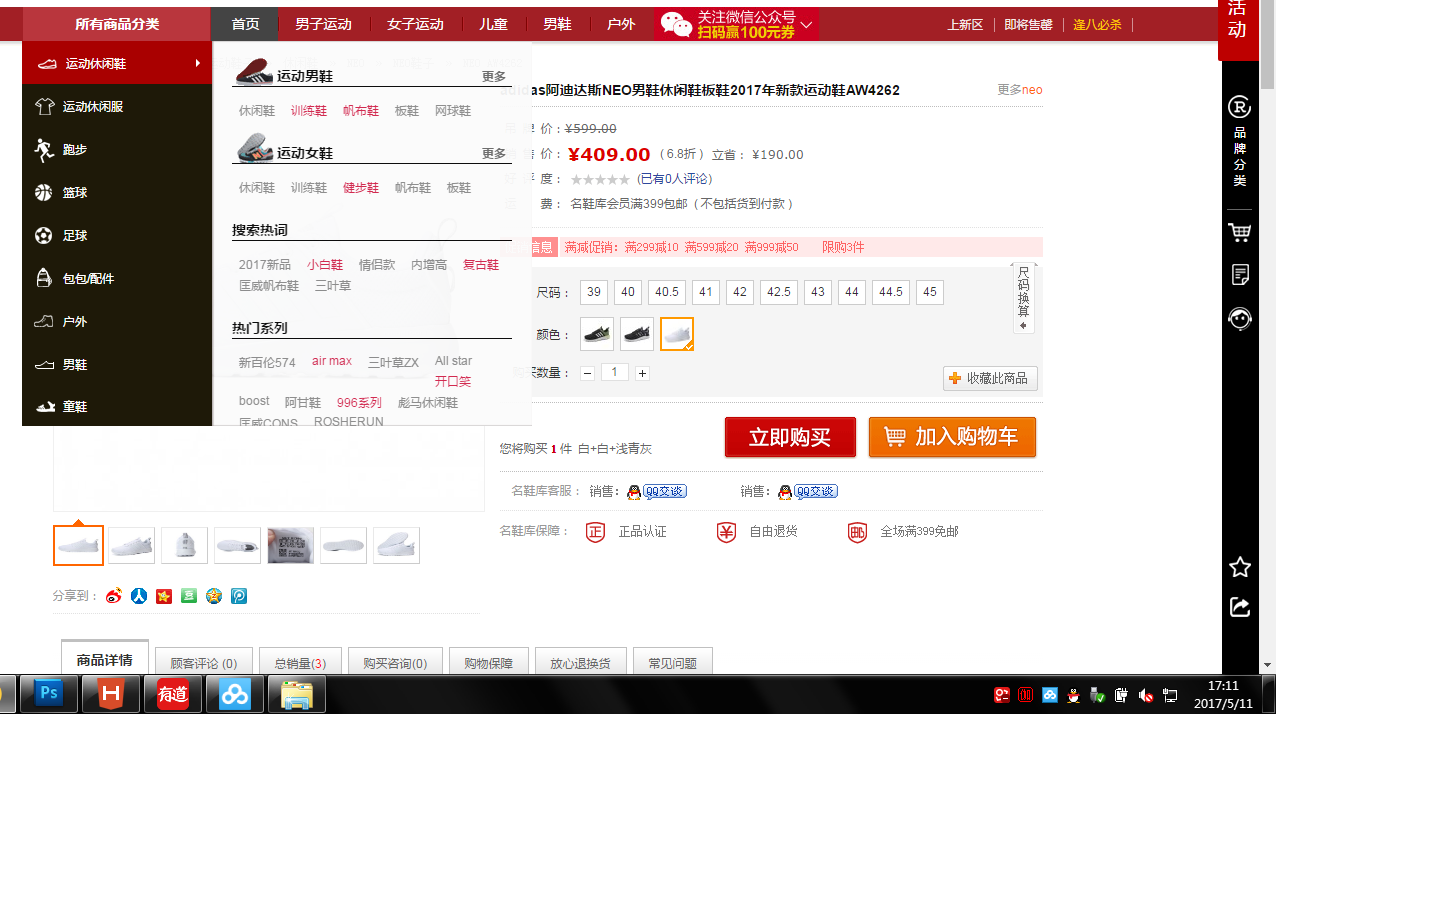 所有商品分类 首页 男子运动 女子运动 儿童 男鞋 户外 关注微信公众号 扫码赢100元券 上新区 即将售罄 逢八必杀
活动
运动休闲鞋
运动休闲服
跑步
篮球
足球
包包/配件
户外
男鞋
童鞋
运动男鞋 更多
休闲鞋 训练鞋 帆布鞋 板鞋 网球鞋
运动女鞋 更多
休闲鞋 训练鞋 健步鞋 帆布鞋 板鞋
搜索热词
2017新品 小白鞋 情侣款 内增高 复古鞋
匡威帆布鞋 三叶草
热门系列
新百伦574 air max 三叶草ZX All star
开口笑
boost 阿甘鞋 996系列 彪马休闲鞋
匡威CONS ROSHERUN
adidas阿迪达斯NEO男鞋休闲鞋板鞋2017年新款运动鞋AW4262 更多neo
价:¥599.00
价:¥409.00 (6.8折) 立省: ¥190.00
度: ★★★★★ (已有0人评论)
费: 名鞋库会员满399包邮 ( 不包括货到付款 )
信息 满减促销: 满299减10 满599减20 满999减50 限购3件
尺码: 39 40 40.5 41 42 42.5 43 44 44.5 45
尺码换算
颜色:
购买数量: − 1 +
收藏此商品
您将购买 1 件 白+白+浅青灰
立即购买 加入购物车
名鞋库客服: 销售: QQ交谈 销售: QQ交谈
名鞋库保障: 正 正品认证 ¥ 自由退货 邮 全场满399免邮
分享到:
商品详情 顾客评论 (0) 总销量(3) 购买咨询(0) 购物保障 放心退换货 常见问题
R
品牌分类
Ps H 有道
17:11
2017/5/11